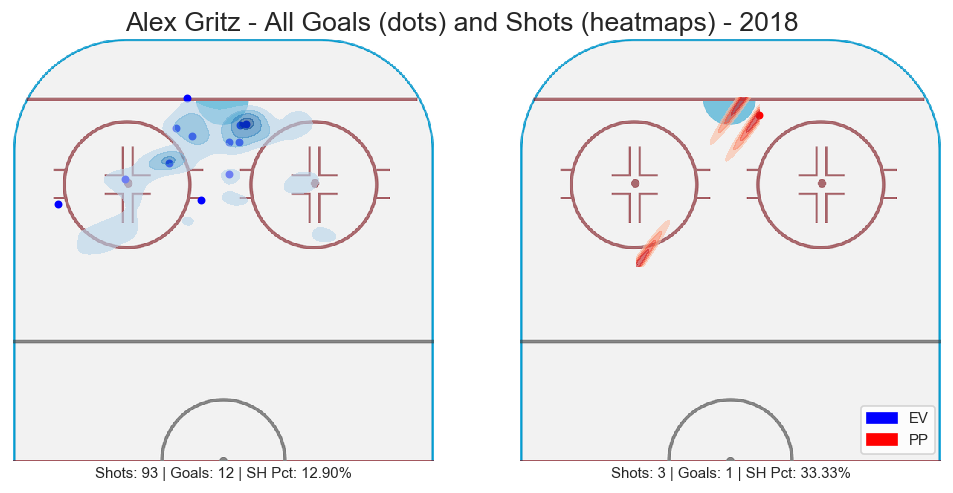 Alex Gritz - All Goals (dots) and Shots (heatmaps) - 2018
EV
PP
Shots: 93 | Goals: 12 | SH Pct: 12.90%
Shots: 3 | Goals: 1 | SH Pct: 33.33%